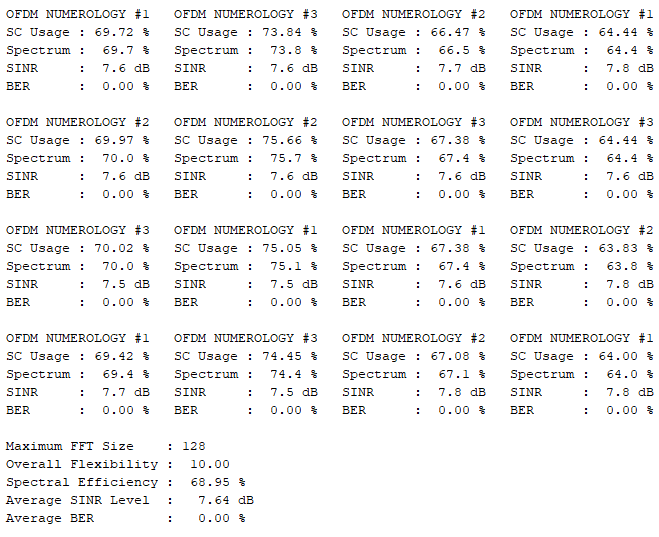 OFDM NUMEROLOGY #1   OFDM NUMEROLOGY #3   OFDM NUMEROLOGY #2   OFDM NUMEROLOGY #1
SC Usage : 69.72 %   SC Usage : 73.84 %   SC Usage : 66.47 %   SC Usage : 64.44 %
Spectrum :  69.7 %   Spectrum :  73.8 %   Spectrum :  66.5 %   Spectrum :  64.4 %
SINR     :  7.6 dB   SINR     :  7.6 dB   SINR     :  7.7 dB   SINR     :  7.8 dB
BER      :  0.00 %   BER      :  0.00 %   BER      :  0.00 %   BER      :  0.00 %
OFDM NUMEROLOGY #2   OFDM NUMEROLOGY #2   OFDM NUMEROLOGY #3   OFDM NUMEROLOGY #3
SC Usage : 69.97 %   SC Usage : 75.66 %   SC Usage : 67.38 %   SC Usage : 64.44 %
Spectrum :  70.0 %   Spectrum :  75.7 %   Spectrum :  67.4 %   Spectrum :  64.4 %
SINR     :  7.6 dB   SINR     :  7.6 dB   SINR     :  7.6 dB   SINR     :  7.6 dB
BER      :  0.00 %   BER      :  0.00 %   BER      :  0.00 %   BER      :  0.00 %
OFDM NUMEROLOGY #3   OFDM NUMEROLOGY #1   OFDM NUMEROLOGY #1   OFDM NUMEROLOGY #2
SC Usage : 70.02 %   SC Usage : 75.05 %   SC Usage : 67.38 %   SC Usage : 63.83 %
Spectrum :  70.0 %   Spectrum :  75.1 %   Spectrum :  67.4 %   Spectrum :  63.8 %
SINR     :  7.5 dB   SINR     :  7.5 dB   SINR     :  7.6 dB   SINR     :  7.8 dB
BER      :  0.00 %   BER      :  0.00 %   BER      :  0.00 %   BER      :  0.00 %
OFDM NUMEROLOGY #1   OFDM NUMEROLOGY #3   OFDM NUMEROLOGY #2   OFDM NUMEROLOGY #1
SC Usage : 69.42 %   SC Usage : 74.45 %   SC Usage : 67.08 %   SC Usage : 64.00 %
Spectrum :  69.4 %   Spectrum :  74.4 %   Spectrum :  67.1 %   Spectrum :  64.0 %
SINR     :  7.7 dB   SINR     :  7.5 dB   SINR     :  7.8 dB   SINR     :  7.8 dB
BER      :  0.00 %   BER      :  0.00 %   BER      :  0.00 %   BER      :  0.00 %
Maximum FFT Size    : 128
Overall Flexibility :  10.00
Spectral Efficiency :  68.95 %
Average SINR Level  :   7.64 dB
Average BER         :   0.00 %